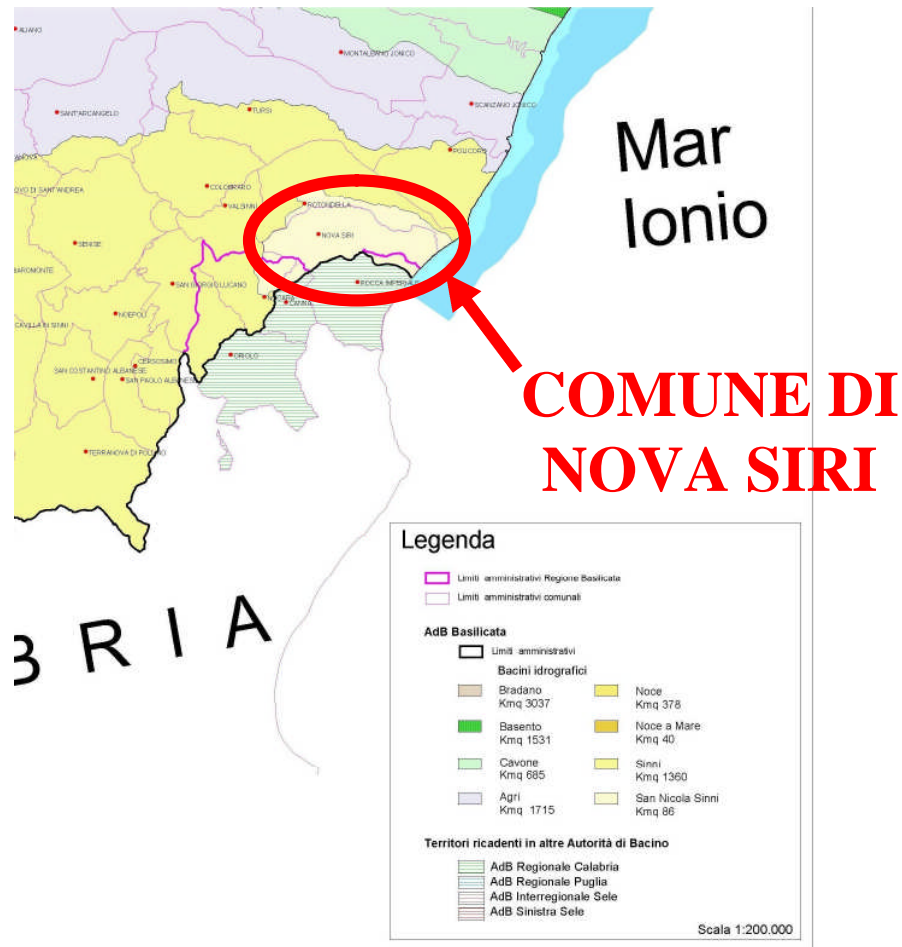 ALIANO
MONTALBANO JONICO
SANT'ARCANGELO
SCANZANO JONICO
TURSI
Mar
Ionio
POLICORO
COLOBRARO
VALSINNI
ROTONDELLA
NOVA SIRI
SENISE
ROCCA IMPERIALE
SAN GIORGIO LUCANO
NOCARA
CANNA
NOEPOLI
ORIOLO
CERSOSIMO
SAN COSTANTINO ALBANESE
SAN PAOLO ALBANESE
TERRANOVA DI POLLINO
COMUNE DI
NOVA SIRI
BRIA
Legenda
Limiti amministrativi Regione Basilicata
Limiti amministrativi comunali
AdB Basilicata
Limiti amministrativi
Bacini idrografici
Bradano
Kmq 3037
Noce
Kmq 378
Basento
Kmq 1531
Noce a Mare
Kmq 40
Cavone
Kmq 685
Sinni
Kmq 1360
Agri
Kmq 1715
San Nicola Sinni
Kmq 86
Territori ricadenti in altre Autorità di Bacino
AdB Regionale Calabria
AdB Regionale Puglia
AdB Interregionale Sele
AdB Sinistra Sele
Scala 1:200.000